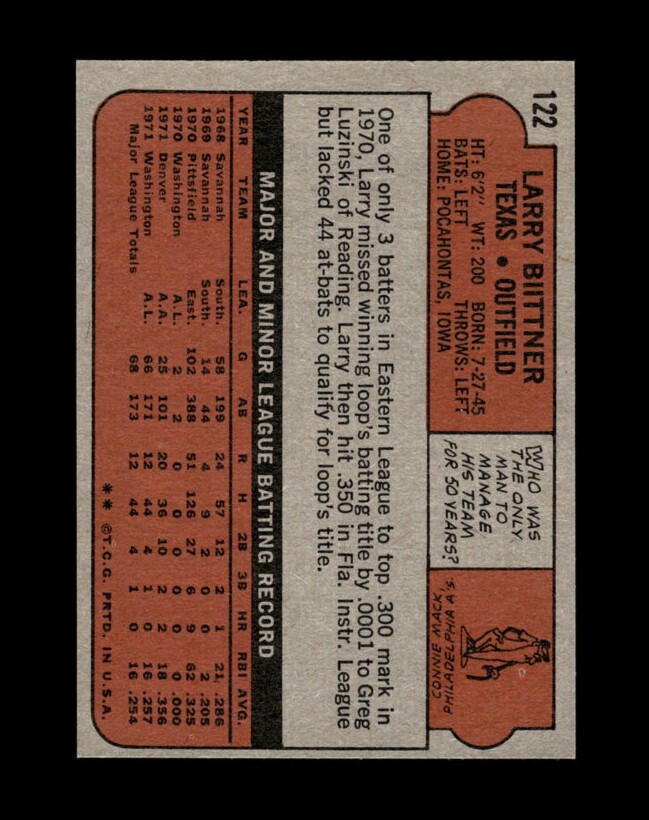 122
LARRY BIITTNER
TEXAS • OUTFIELD
HT: 6'2" WT: 200 BORN: 7-27-45
BATS: LEFT THROWS: LEFT
HOME: POCAHONTAS, IOWA
WHO WAS
THE ONLY
MAN TO
MANAGE
HIS TEAM
FOR 50 YEARS?
CONNIE MACK
PHILADELPHIA A'S
One of only 3 batters in Eastern League to top .300 mark in
1970, Larry missed winning loop's batting title by .0001 to Greg
Luzinski of Reading. Larry then hit .350 in Fla. Instr. League
but lacked 44 at-bats to qualify for loop's title.
MAJOR AND MINOR LEAGUE BATTING RECORD
YEAR TEAM LEA. G AB R H 2B 3B HR RBI AVG.
1968 Savannah South. 58 199 24 57 12 2 1 21 .286
1969 Savannah South. 14 44 4 9 2 0 0 2 .205
1970 Pittsfield East. 102 388 51 126 27 6 9 62 .325
1970 Washington A.L. 2 2 0 0 0 0 0 0 .000
1971 Denver A.A. 25 101 20 36 10 2 2 18 .356
1971 Washington A.L. 66 171 12 44 4 1 0 16 .257
Major League Totals 68 173 12 44 4 1 0 16 .254
** ©T.C.G. PRTD. IN U.S.A.